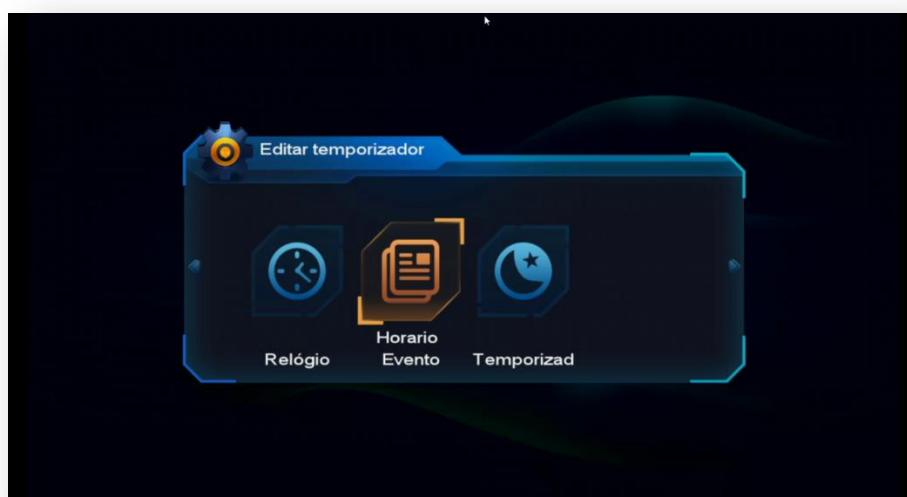 Editar temporizador
Horario
Relógio
Evento
Temporizad